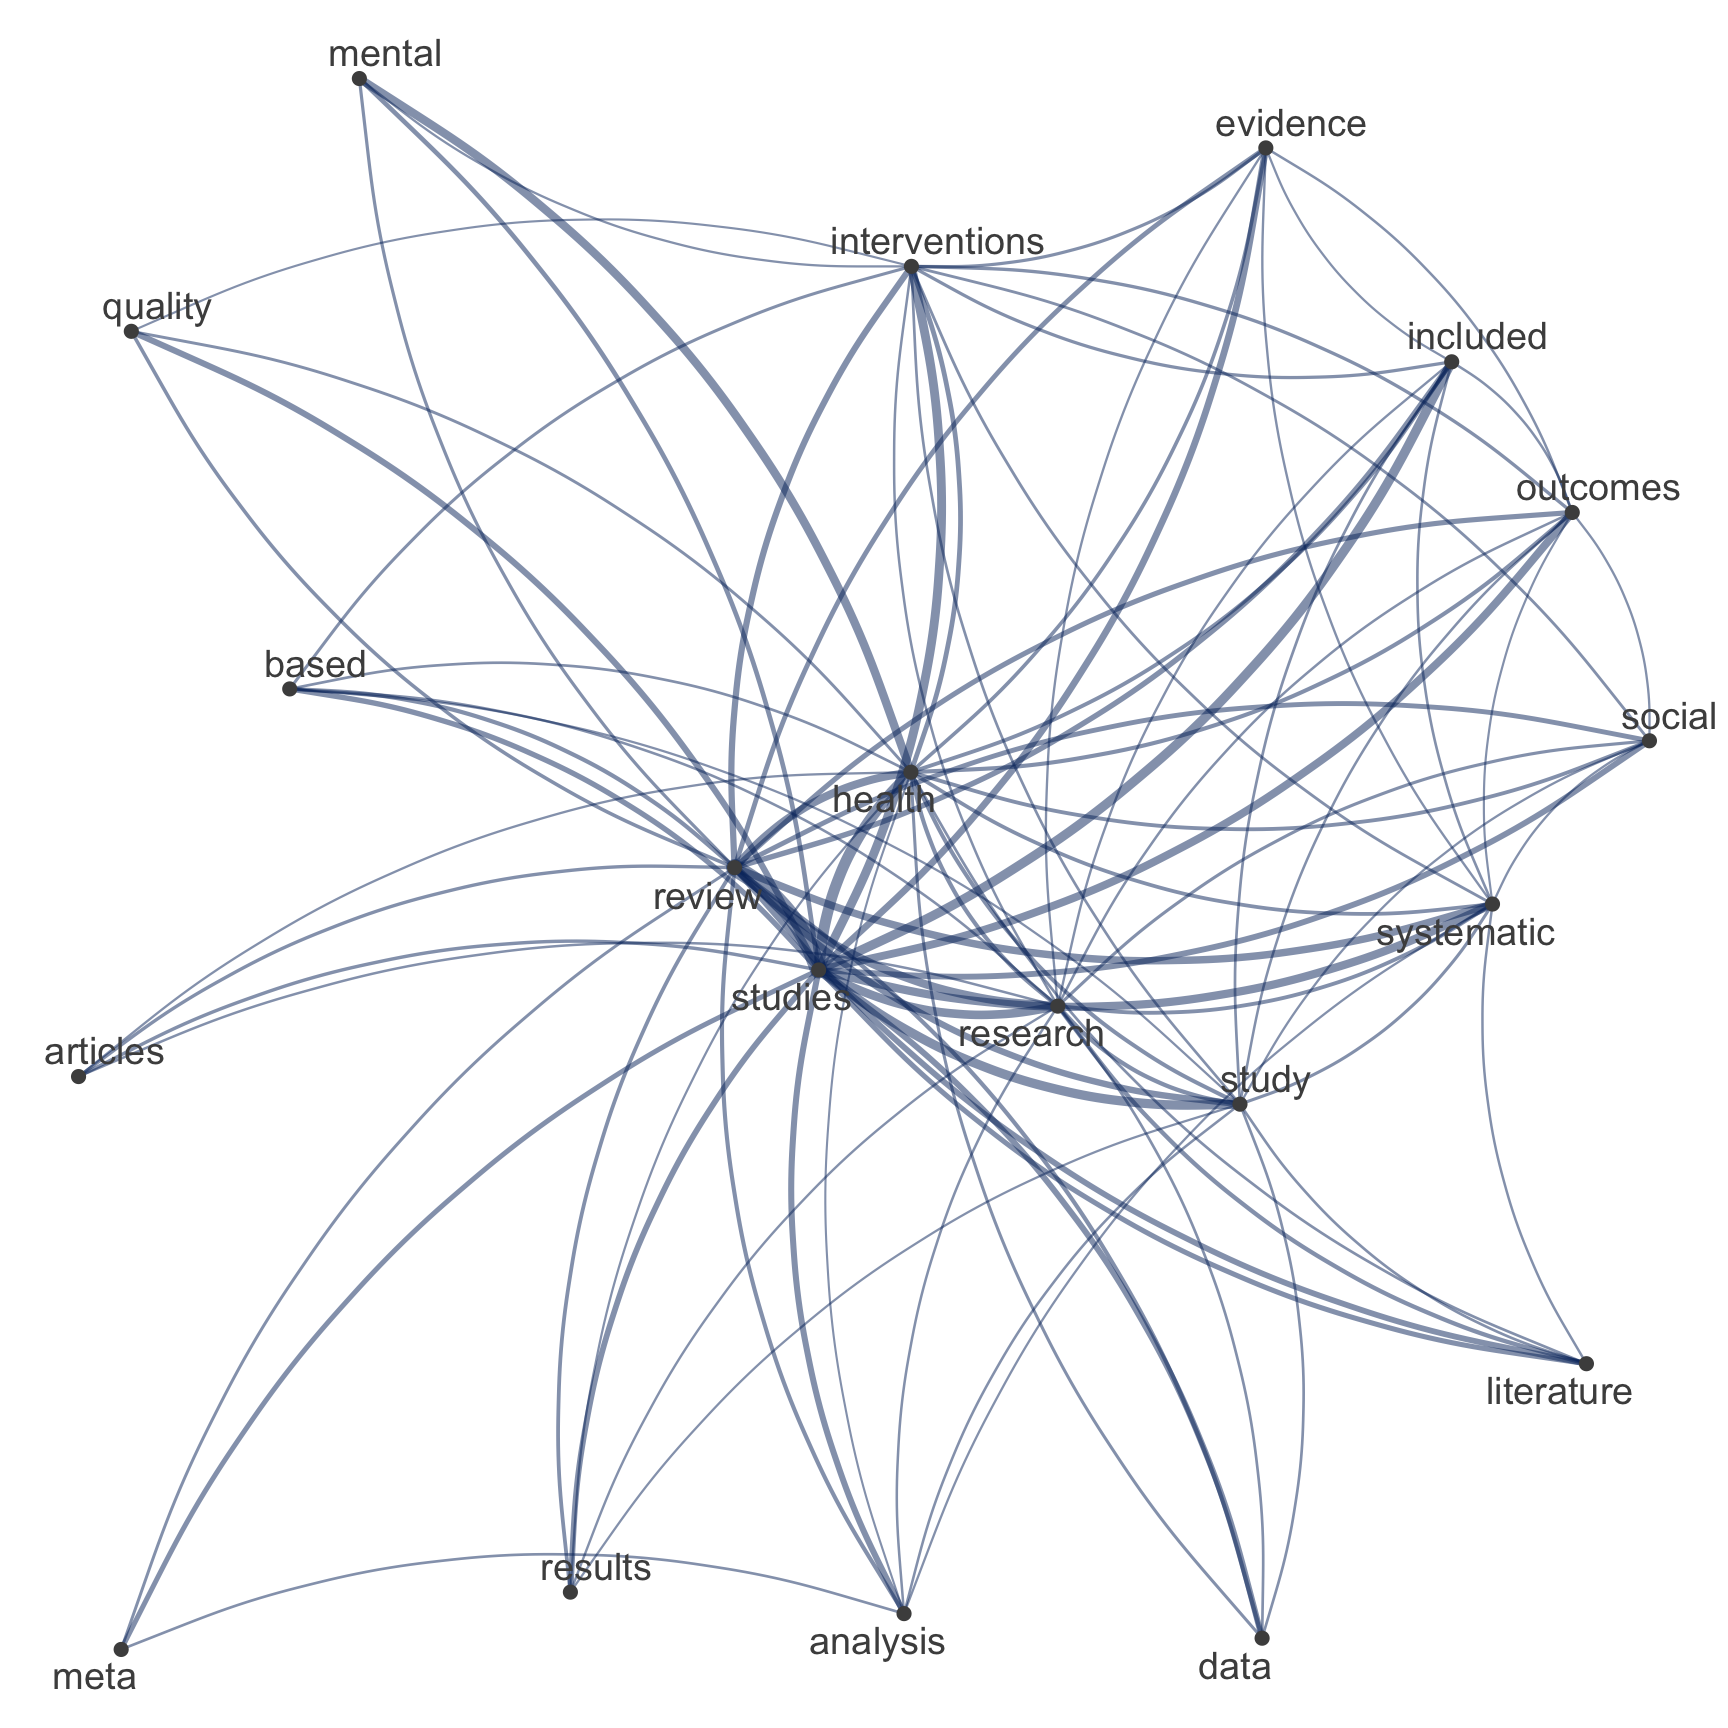 mental
evidence
interventions
quality
included
outcomes
based
social
health
review
systematic
studies
research
articles
study
literature
results
analysis
data
meta